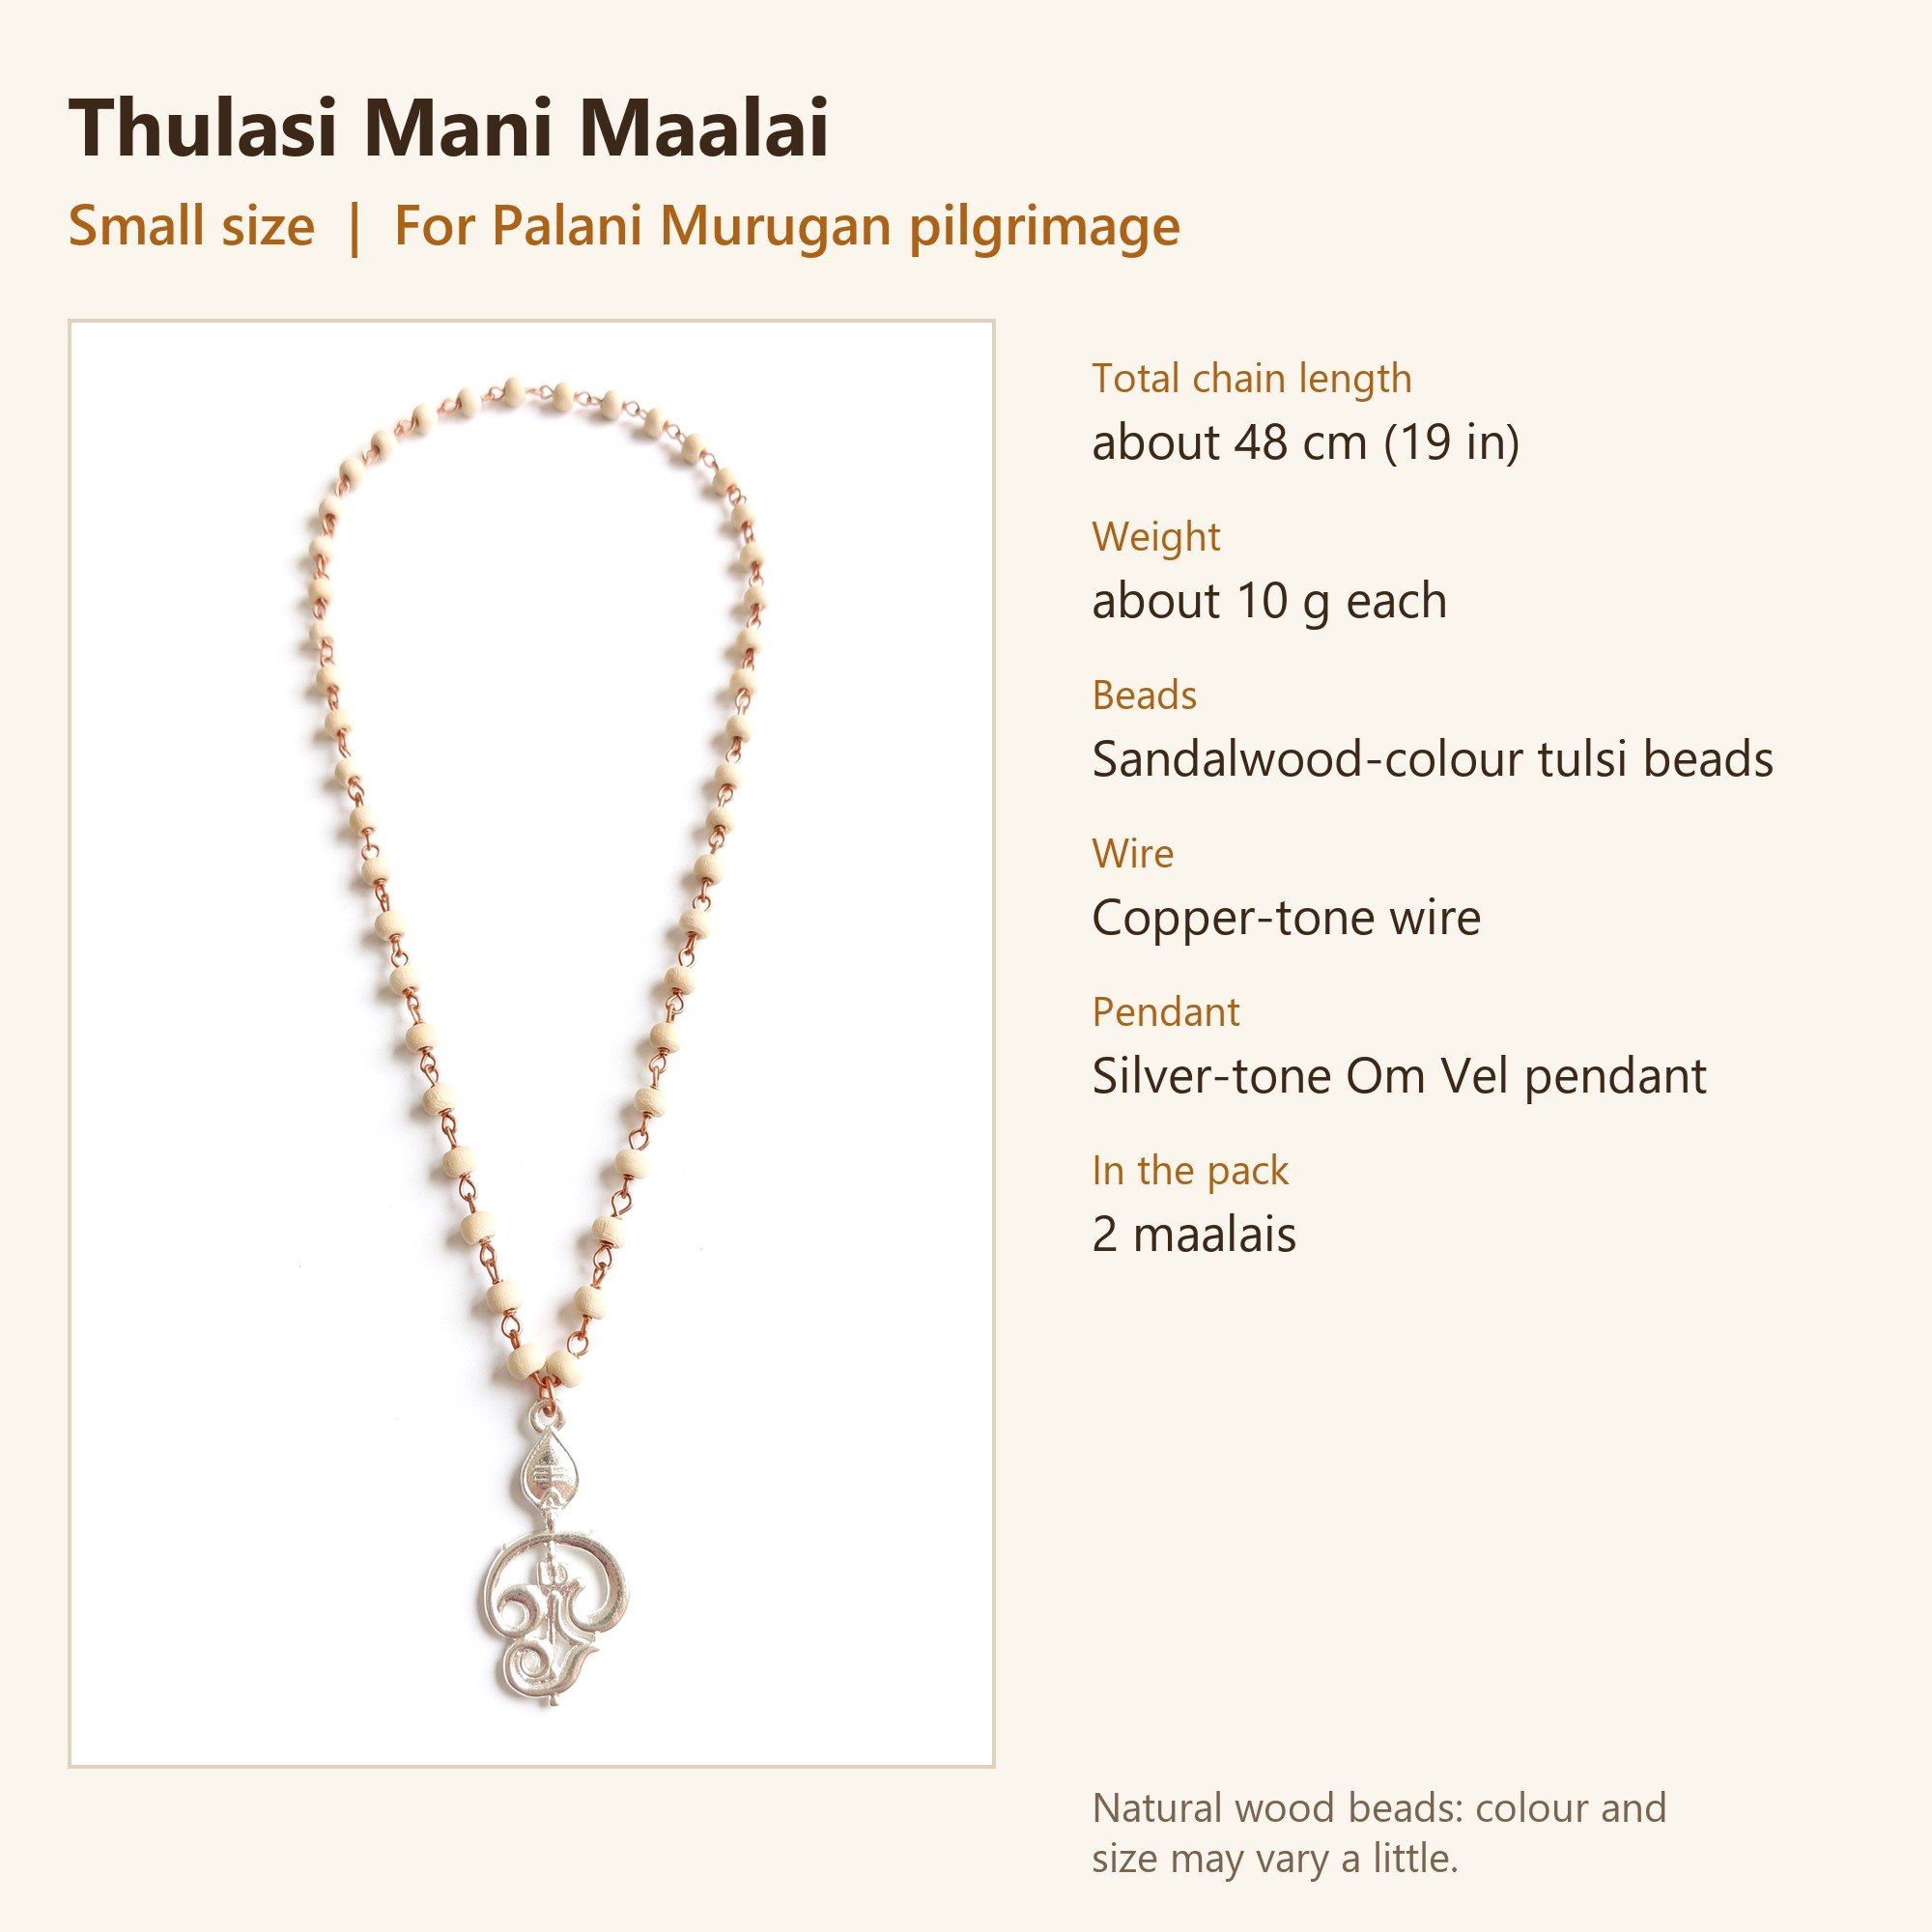 Thulasi Mani Maalai
Small size | For Palani Murugan pilgrimage
Total chain length
about 48 cm (19 in)
Weight
about 10 g each
Beads
Sandalwood-colour tulsi beads
Wire
Copper-tone wire
Pendant
Silver-tone Om Vel pendant
In the pack
2 maalais
Natural wood beads: colour and
size may vary a little.